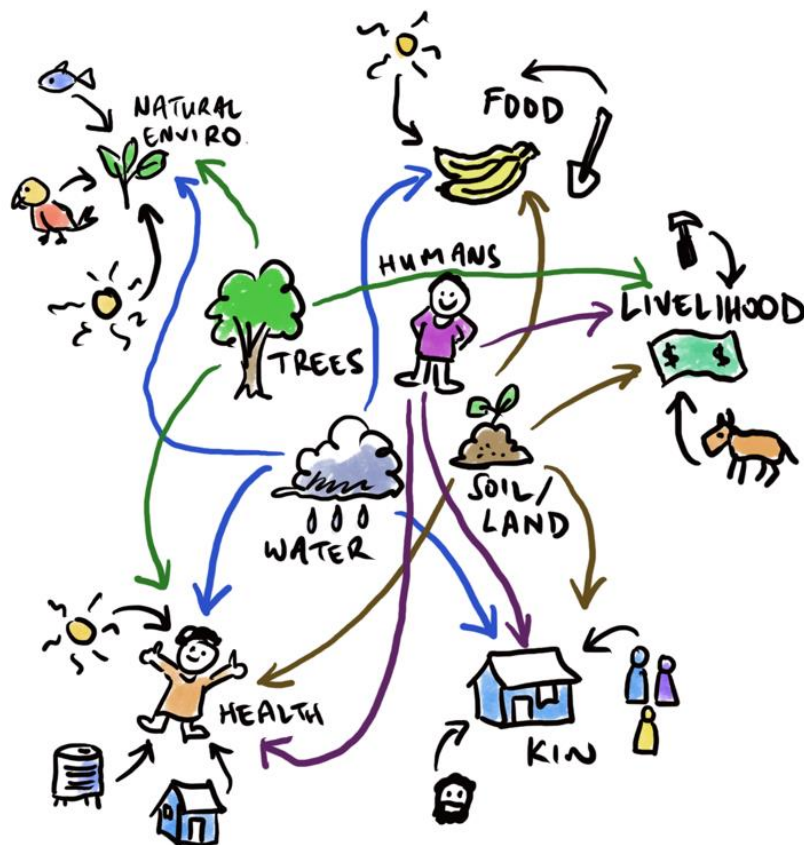 NATURAL
ENVIRO.
FOOD
HUMANS
LIVELIHOOD
$ $
TREES
SOIL/
LAND
WATER
HEALTH
KIN